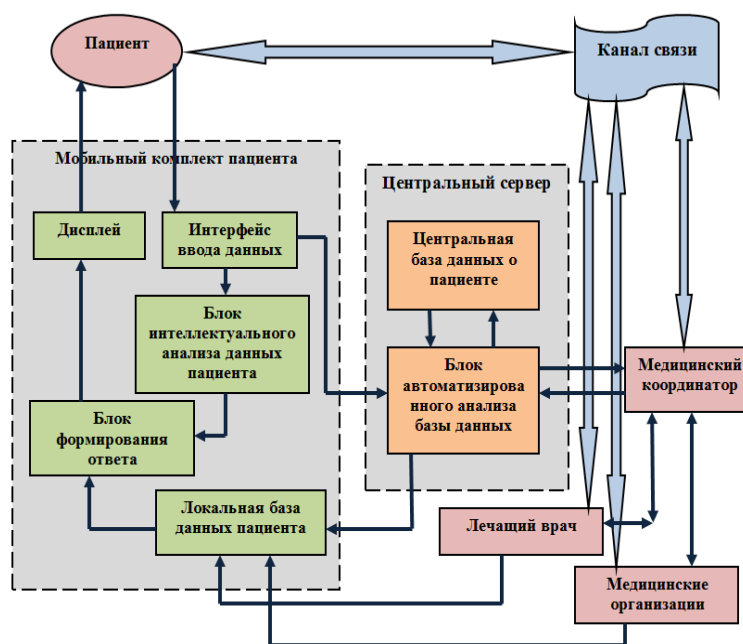 Пациент
Канал связи
Мобильный комплект пациента
Центральный сервер
Дисплей
Интерфейс
ввода данных
Центральная
база данных о
пациенте
Блок
интеллектуального
анализа данных
пациента
Блок
автоматизирова
нного анализа
базы данных
Медицинский
координатор
Блок
формирования
ответа
Локальная база
данных пациента
Лечащий врач
Медицинские
организации